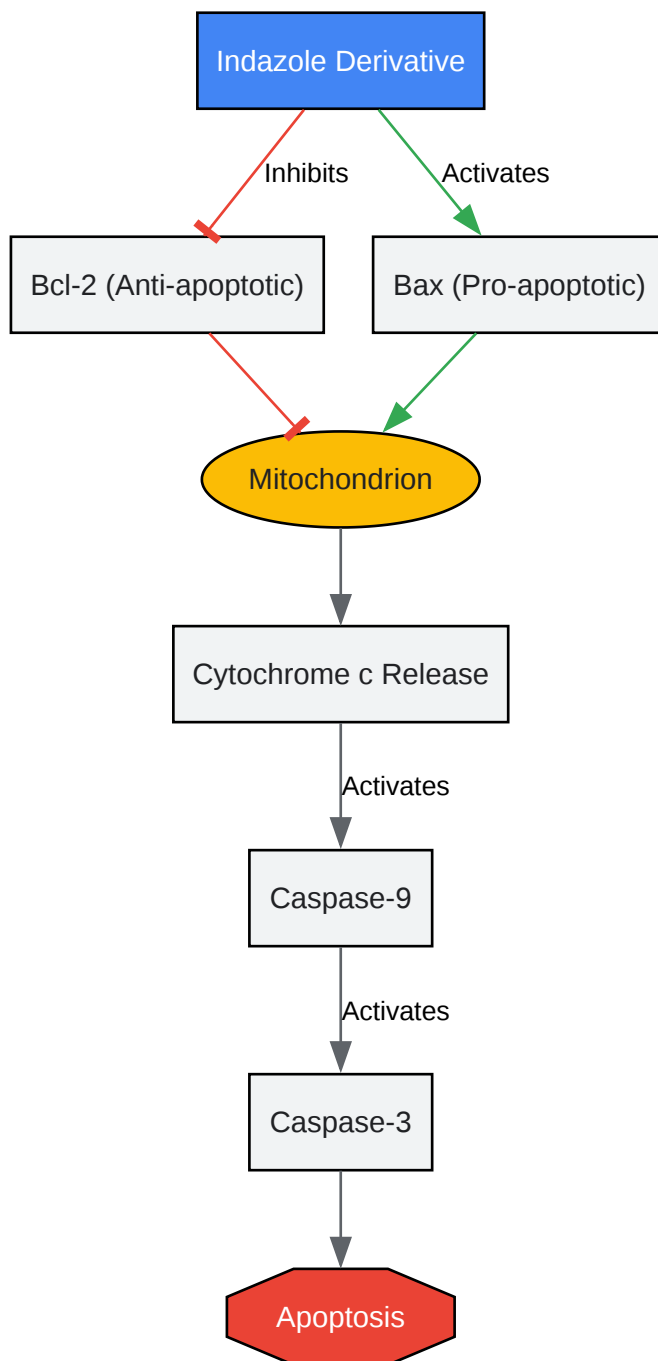 Indazole Derivative
Inhibits
Activates
Bcl-2 (Anti-apoptotic)
Bax (Pro-apoptotic)
Mitochondrion
Cytochrome c Release
Activates
Caspase-9
Activates
Caspase-3
Apoptosis